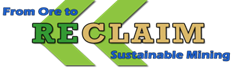 From Ore to
RECLAIM
Sustainable Mining